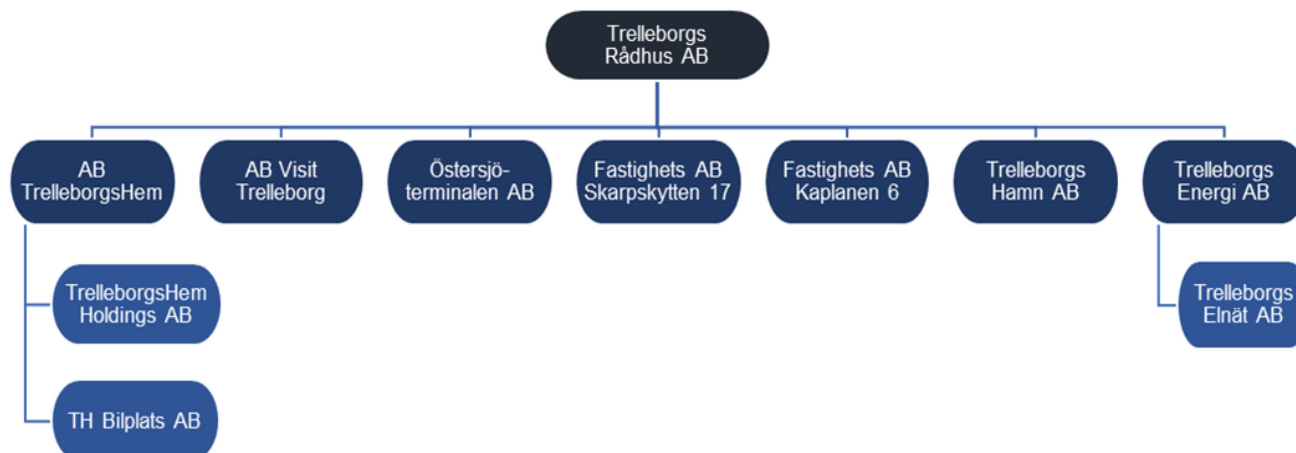 Trelleborgs
Rådhus AB
AB
TrelleborgsHem
AB Visit
Trelleborg
Östersjö-
terminalen AB
Fastighets AB
Skarpskytten 17
Fastighets AB
Kaplanen 6
Trelleborgs
Hamn AB
Trelleborgs
Energi AB
TrelleborgsHem
Holdings AB
Trelleborgs
Elnät AB
TH Bilplats AB